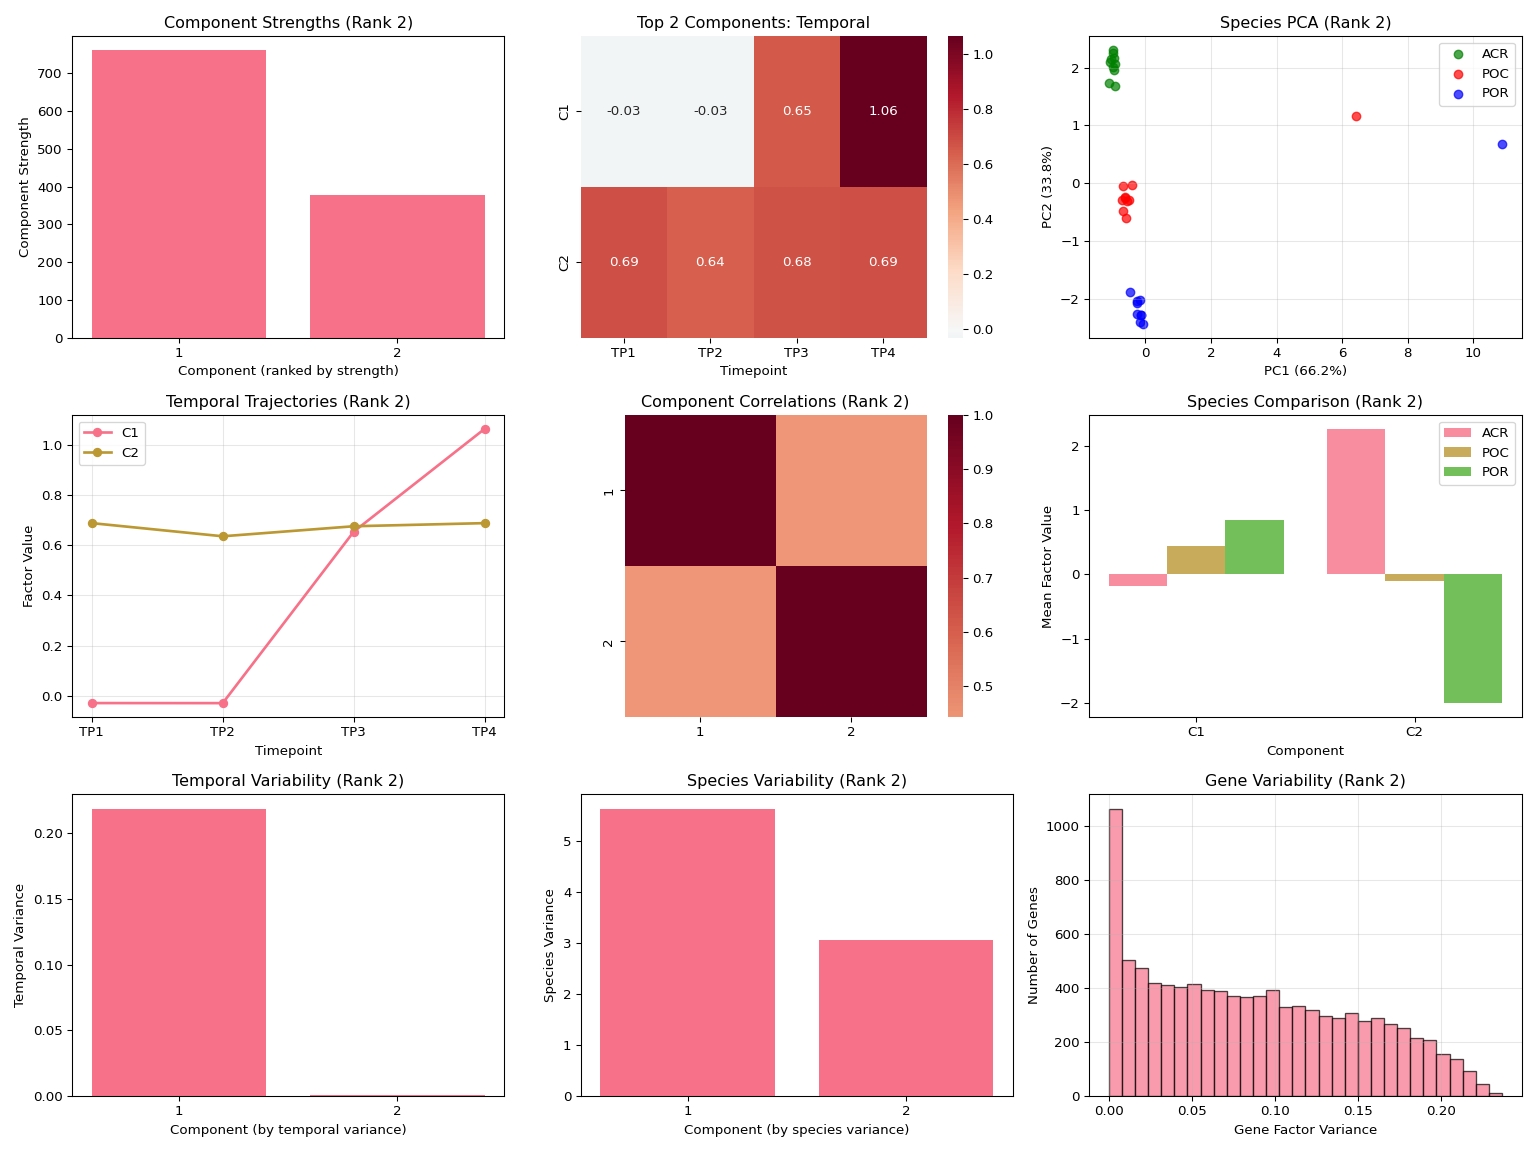 Component Strengths (Rank 2)
Component Strength
700
600
500
400
300
200
100
0
1
2
Component (ranked by strength)
Top 2 Components: Temporal
C1
C2
-0.03
-0.03
0.65
1.06
0.69
0.64
0.68
0.69
TP1
TP2
TP3
TP4
Timepoint
1.0
0.8
0.6
0.4
0.2
0.0
Species PCA (Rank 2)
ACR
POC
POR
PC2 (33.8%)
2
1
0
−1
−2
0
2
4
6
8
10
PC1 (66.2%)
Temporal Trajectories (Rank 2)
C1
C2
Factor Value
1.0
0.8
0.6
0.4
0.2
0.0
TP1
TP2
TP3
TP4
Timepoint
Component Correlations (Rank 2)
1
2
1
2
1.0
0.9
0.8
0.7
0.6
0.5
Species Comparison (Rank 2)
ACR
POC
POR
Mean Factor Value
2
1
0
−1
−2
C1
C2
Component
Temporal Variability (Rank 2)
Temporal Variance
0.20
0.15
0.10
0.05
0.00
1
2
Component (by temporal variance)
Species Variability (Rank 2)
Species Variance
5
4
3
2
1
0
1
2
Component (by species variance)
Gene Variability (Rank 2)
Number of Genes
1000
800
600
400
200
0
0.00
0.05
0.10
0.15
0.20
Gene Factor Variance